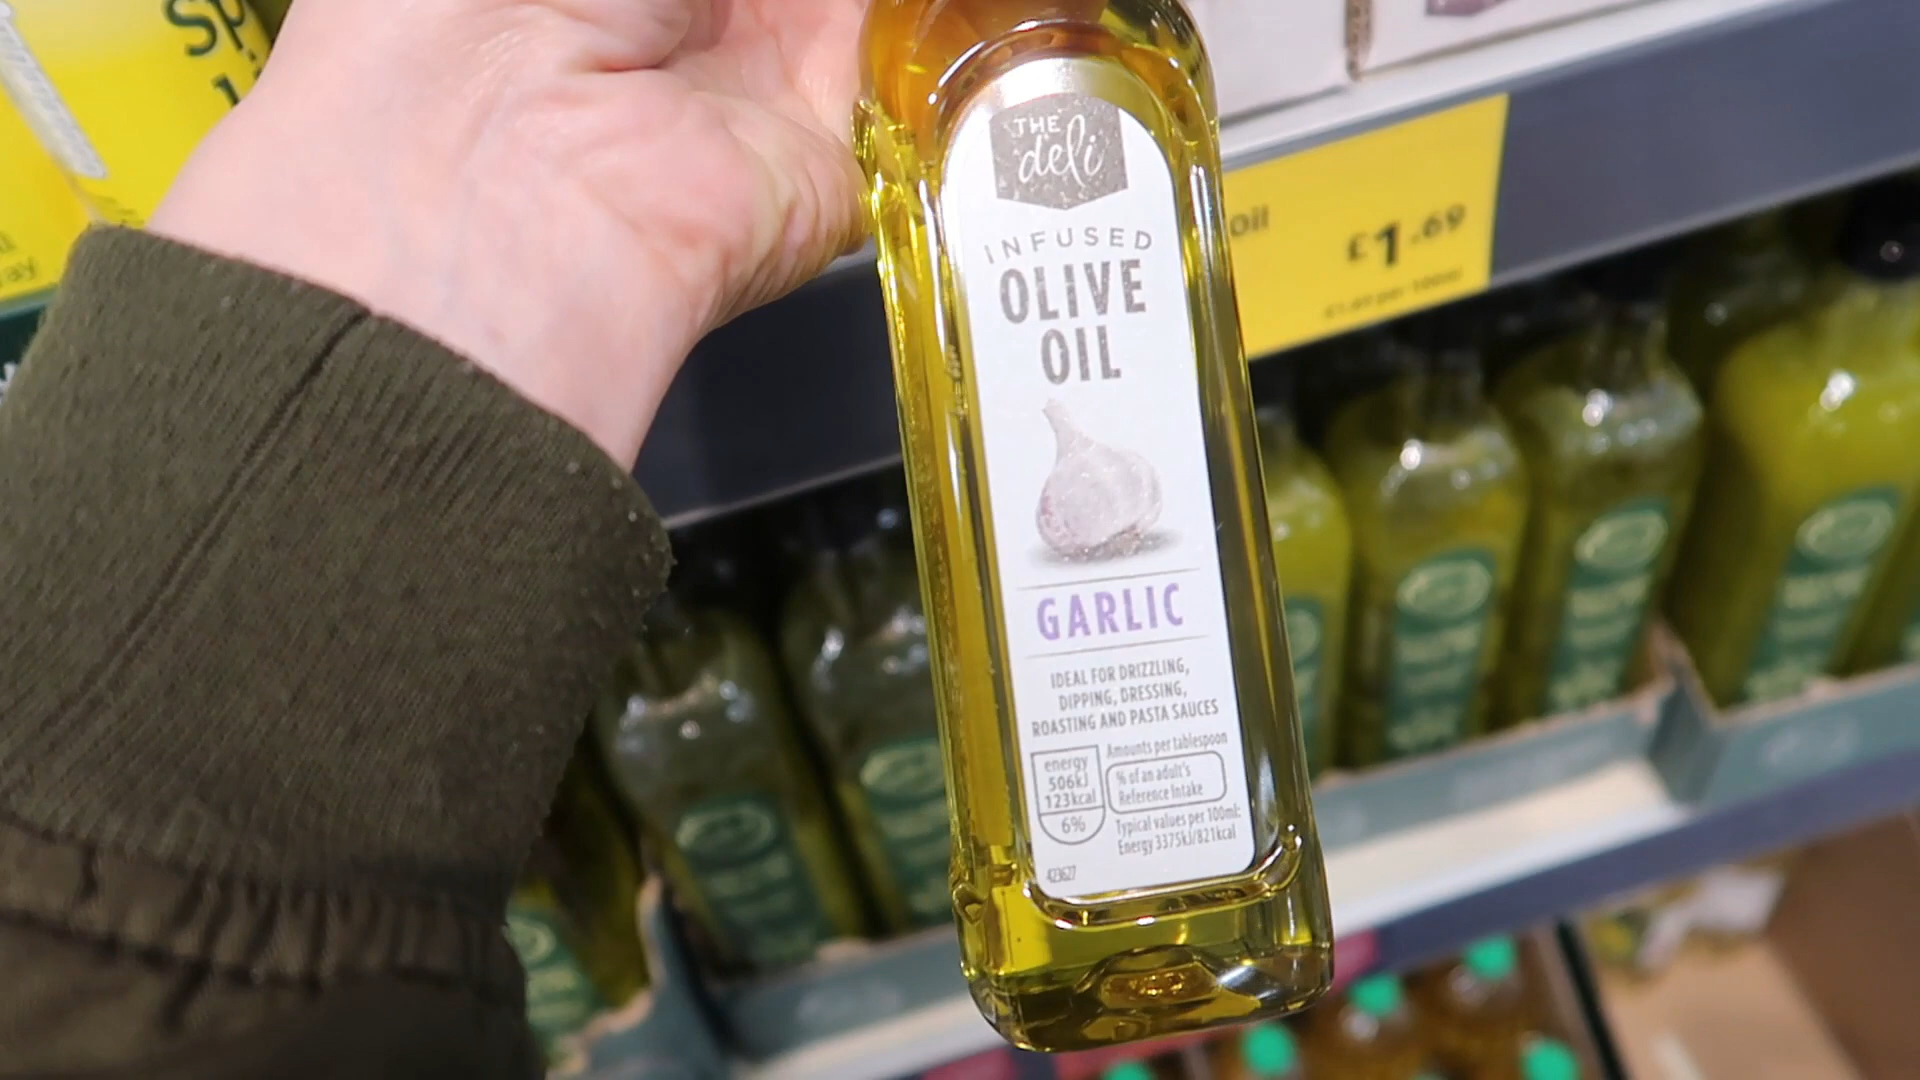 THE
deli
INFUSED
OLIVE
OIL
GARLIC
IDEAL FOR DRIZZLING,
DIPPING, DRESSING,
ROASTING AND PASTA SAUCES
energy
506kJ
123kcal
6%
Amounts per tablespoon
% of an adult's
Reference Intake
Typical values per 100ml:
Energy 3375kJ/821kcal
oil
£1.69
Sp